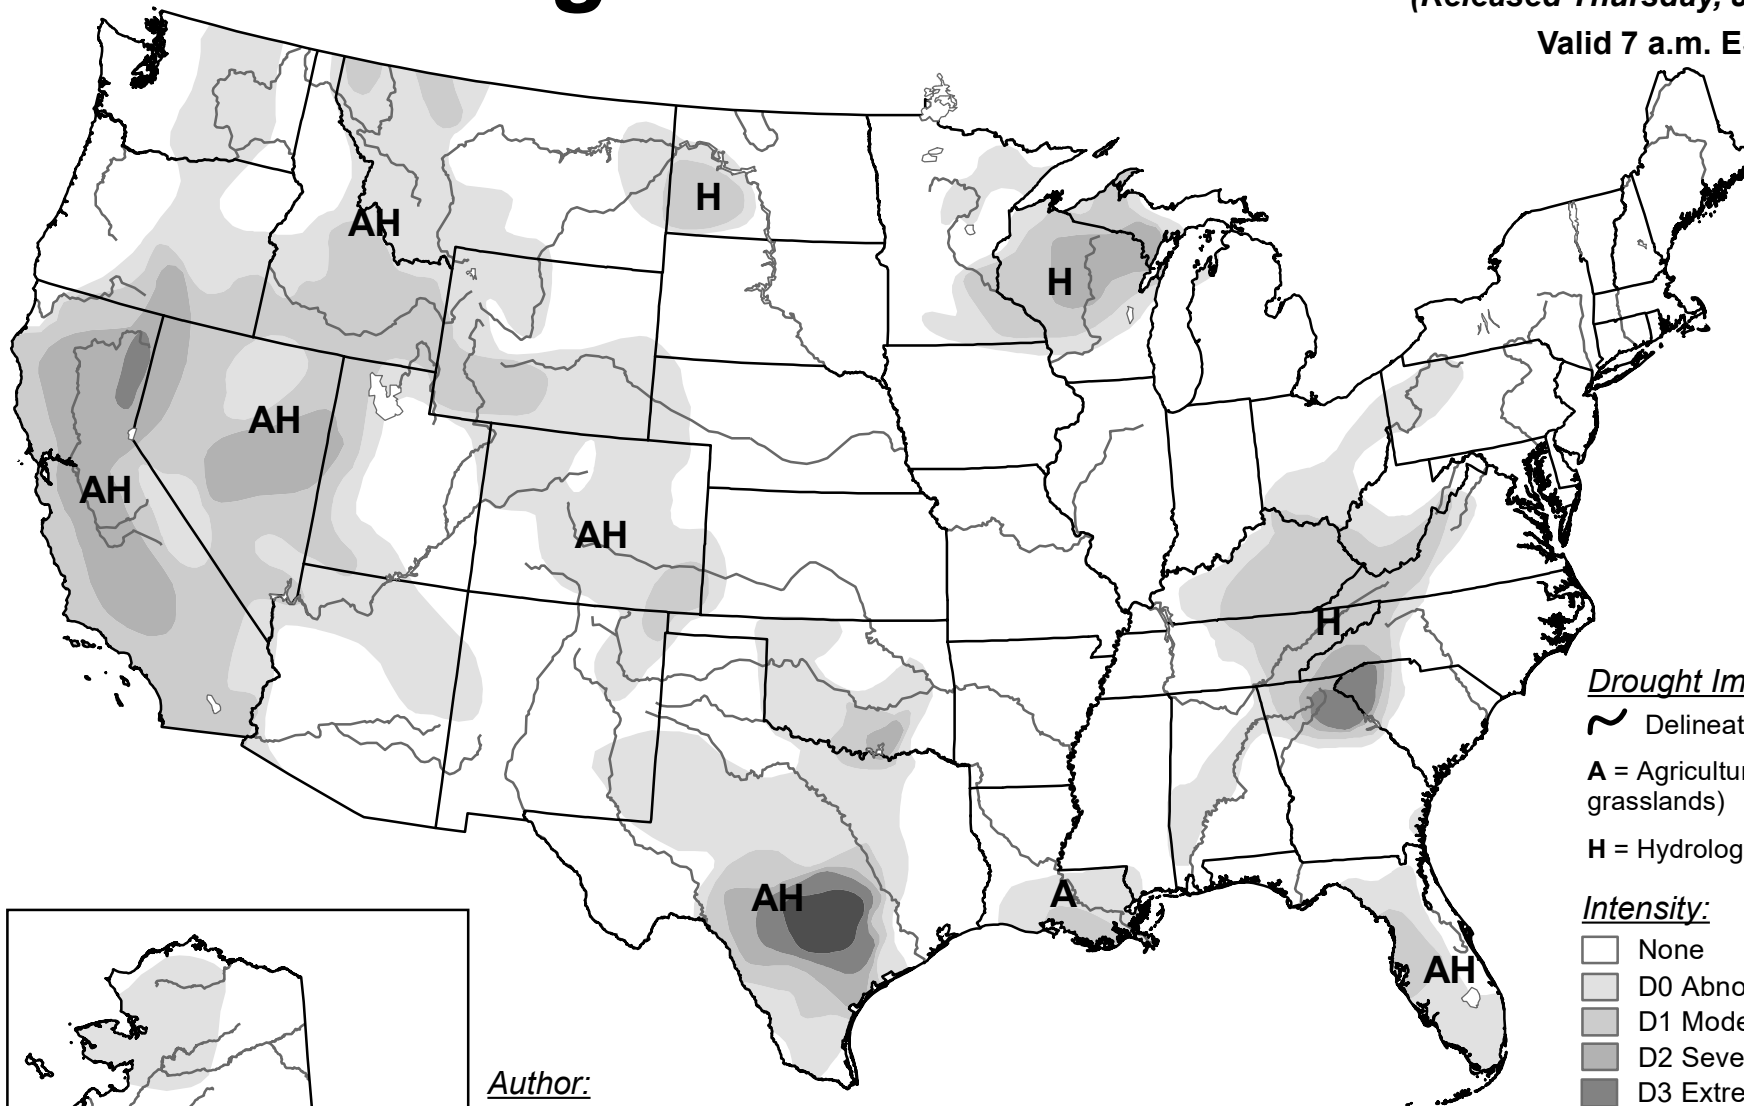 Valid 7 a.m. E
H
AH
H
AH
AH
AH
H
AH
A
AH
Drought Im
Delineat
A = Agricultur
grasslands)
H = Hydrolog
Intensity:
None
D0 Abno
D1 Mode
D2 Seve
D3 Extre
Author: